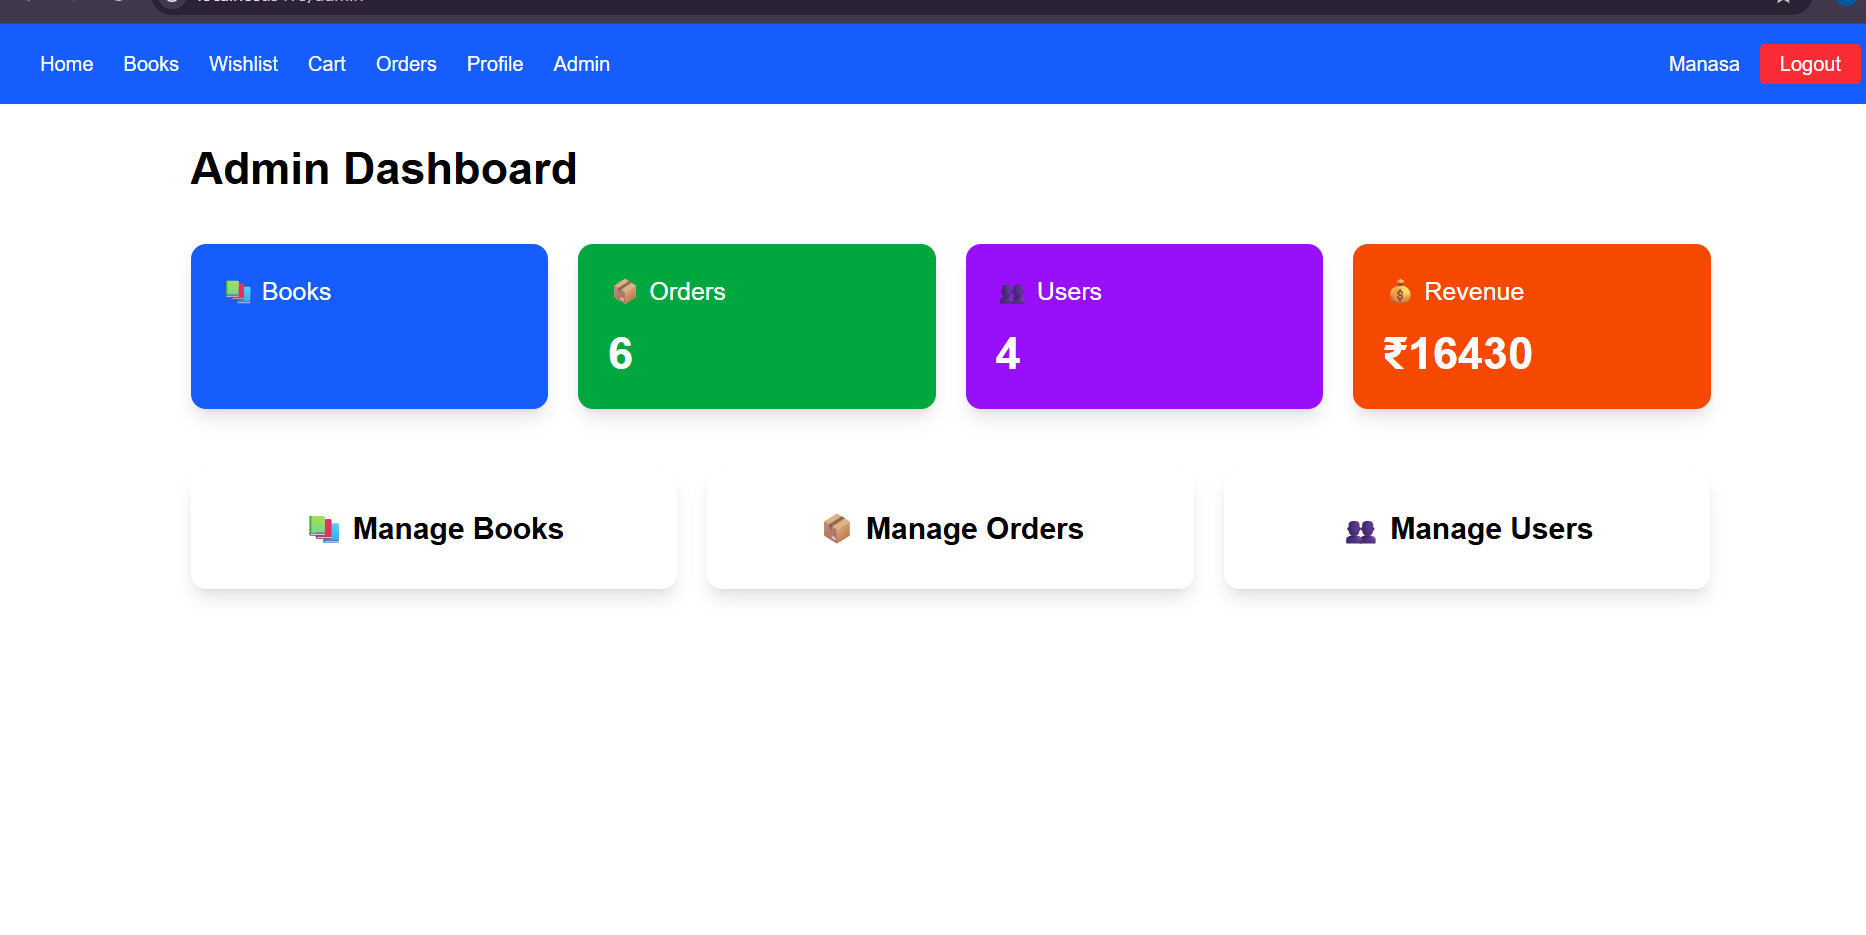 Home Books Wishlist Cart Orders Profile Admin Manasa Logout
Admin Dashboard
Books
Orders
6
Users
4
Revenue
₹16430
Manage Books
Manage Orders
Manage Users